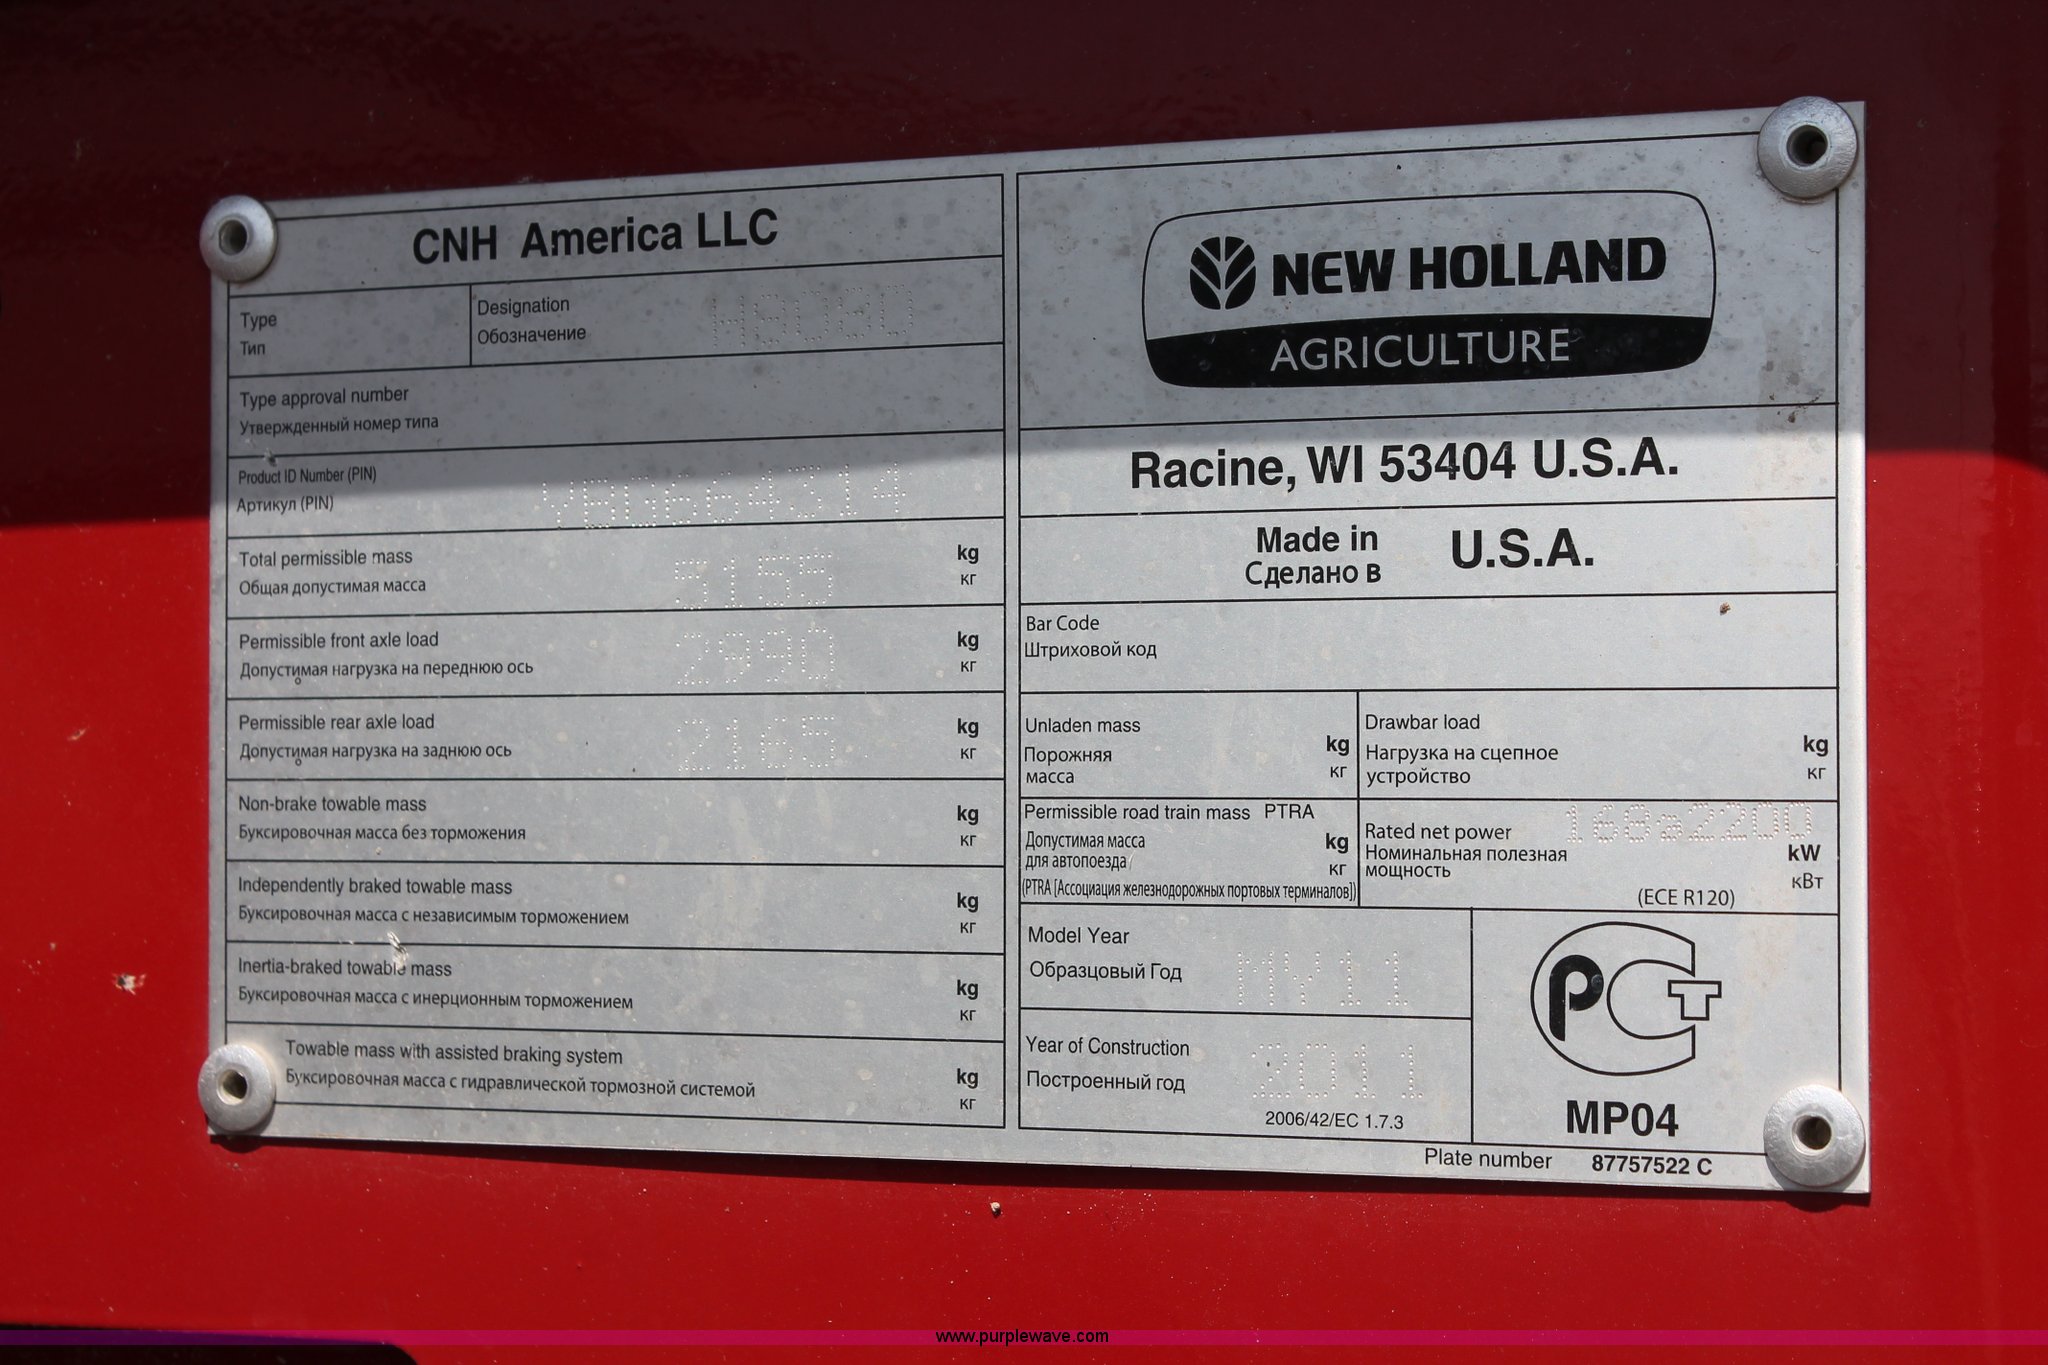 CNH America LLC
Type
Тип
Designation
Обозначение
H8080
Type approval number
Утвержденный номер типа
Product ID Number (PIN)
Артикул (PIN)
YBG664314
Total permissible mass
Общая допустимая масса
5155
kg
кг
Permissible front axle load
Допустимая нагрузка на переднюю ось
2990
kg
кг
Permissible rear axle load
Допустимая нагрузка на заднюю ось
2165
kg
кг
Non-brake towable mass
Буксировочная масса без торможения
kg
кг
Independently braked towable mass
Буксировочная масса с независимым торможением
kg
кг
Inertia-braked towable mass
Буксировочная масса с инерционным торможением
kg
кг
Towable mass with assisted braking system
Буксировочная масса с гидравлической тормозной системой
kg
кг
NEW HOLLAND
AGRICULTURE
Racine, WI 53404 U.S.A.
Made in
Сделано в
U.S.A.
Bar Code
Штриховой код
Unladen mass
Порожняя
масса
kg
кг
Drawbar load
Нагрузка на сцепное
устройство
kg
кг
Permissible road train mass PTRA
Допустимая масса
для автопоезда
(PTRA [Ассоциация железнодорожных портовых терминалов])
kg
кг
168a2200
Rated net power
Номинальная полезная
мощность
kW
кВт
(ECE R120)
Model Year
Образцовый Год
MY11
Year of Construction
Построенный год
2011
2006/42/EC 1.7.3
РСТ
MP04
Plate number 87757522 C
www.purplewave.com